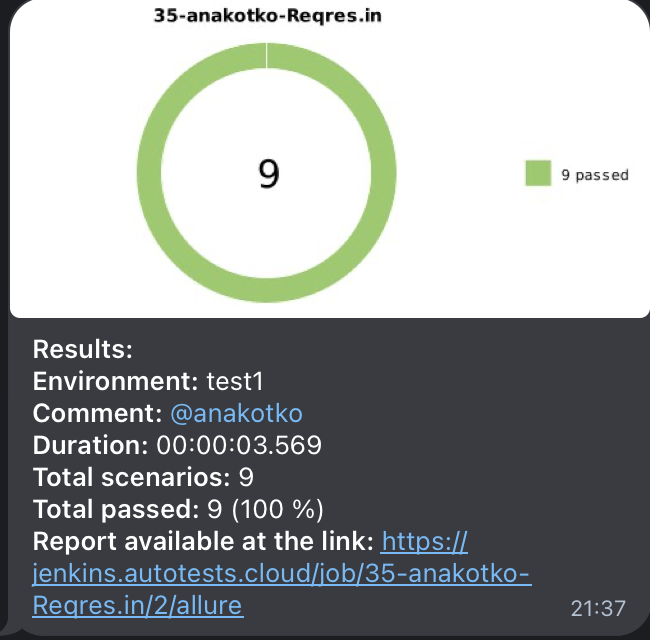 35-anakotko-Reqres.in
9
9 passed
Results:
Environment: test1
Comment: @anakotko
Duration: 00:00:03.569
Total scenarios: 9
Total passed: 9 (100 %)
Report available at the link: https://
jenkins.autotests.cloud/job/35-anakotko-
Reqres.in/2/allure
21:37